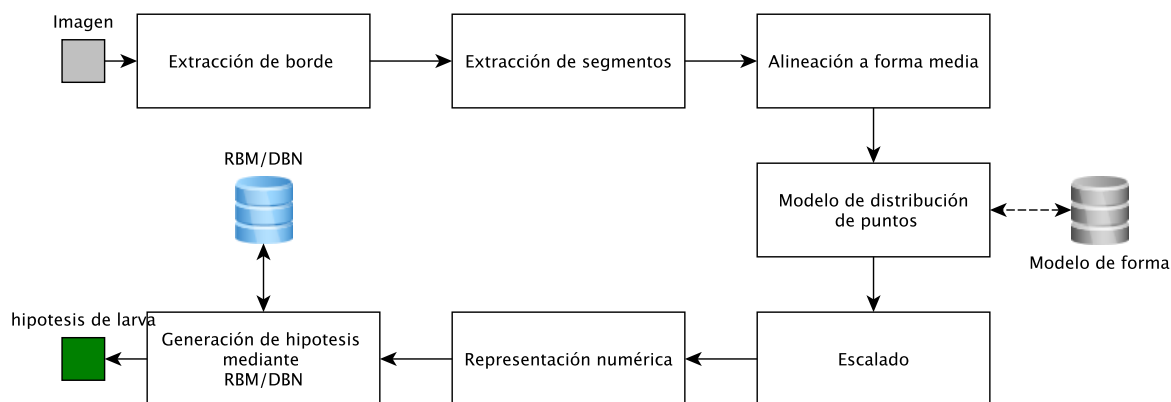 Imagen
Extracción de borde
Extracción de segmentos
Alineación a forma media
RBM/DBN
Modelo de distribución
de puntos
Modelo de forma
hipotesis de larva
Generación de hipotesis
mediante
RBM/DBN
Representación numérica
Escalado